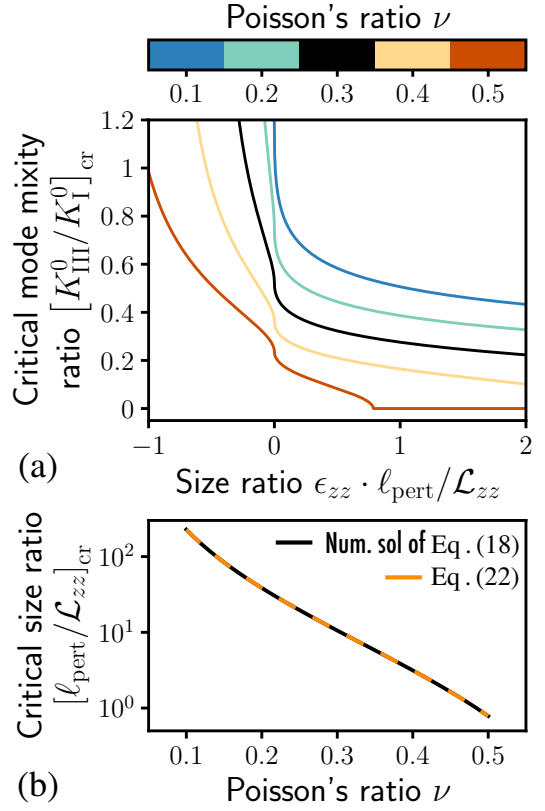 Poisson's ratio ν
0.1 0.2 0.3 0.4 0.5
Critical mode mixity
ratio [K⁰_III/K⁰_I]_cr
1.2
1
0.8
0.6
0.4
0.2
0
−1 0 1 2
(a)
Size ratio ϵ_zz · ℓ_pert/ℒ_zz
Critical size ratio
[ℓ_pert/ℒ_zz]_cr
10²
10¹
10⁰
Num. sol of Eq. (18)
Eq. (22)
0.1 0.2 0.3 0.4 0.5
(b)
Poisson's ratio ν